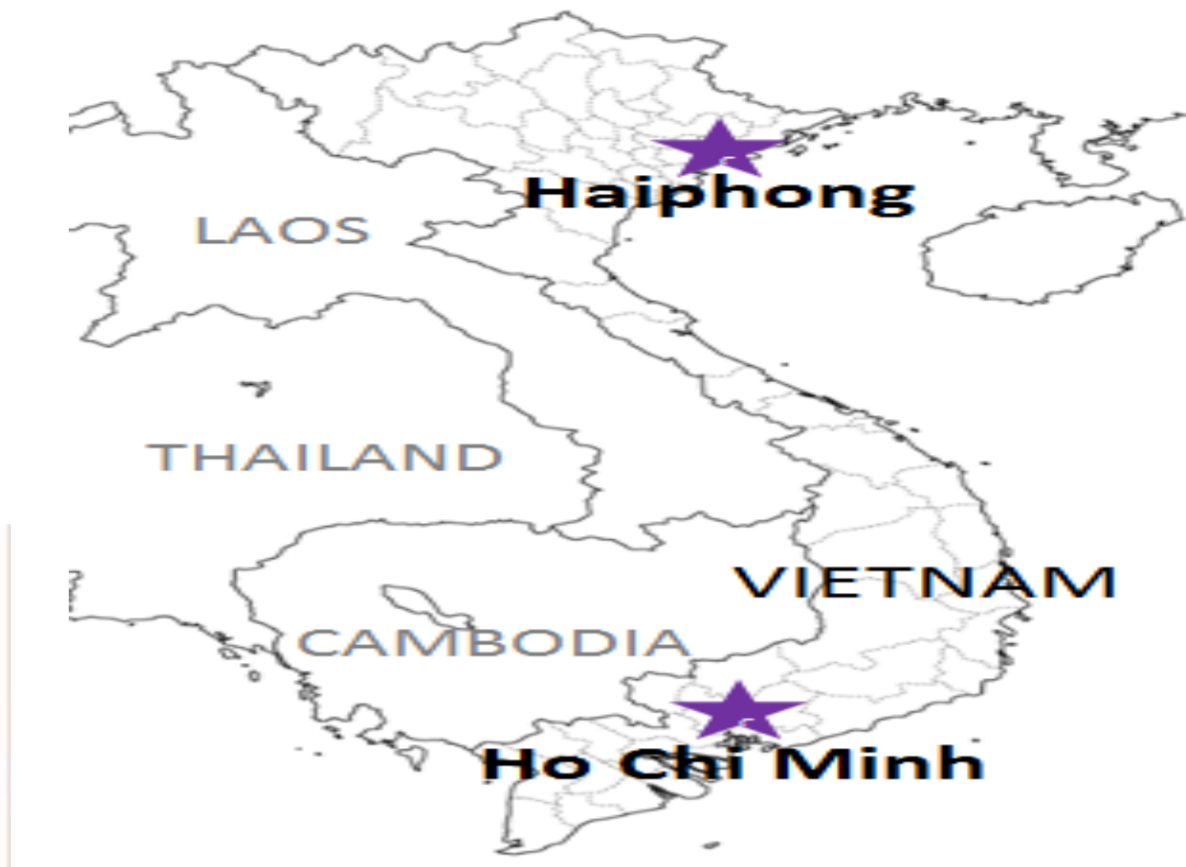 Haiphong
LAOS
THAILAND
VIETNAM
CAMBODIA
Ho Chi Minh